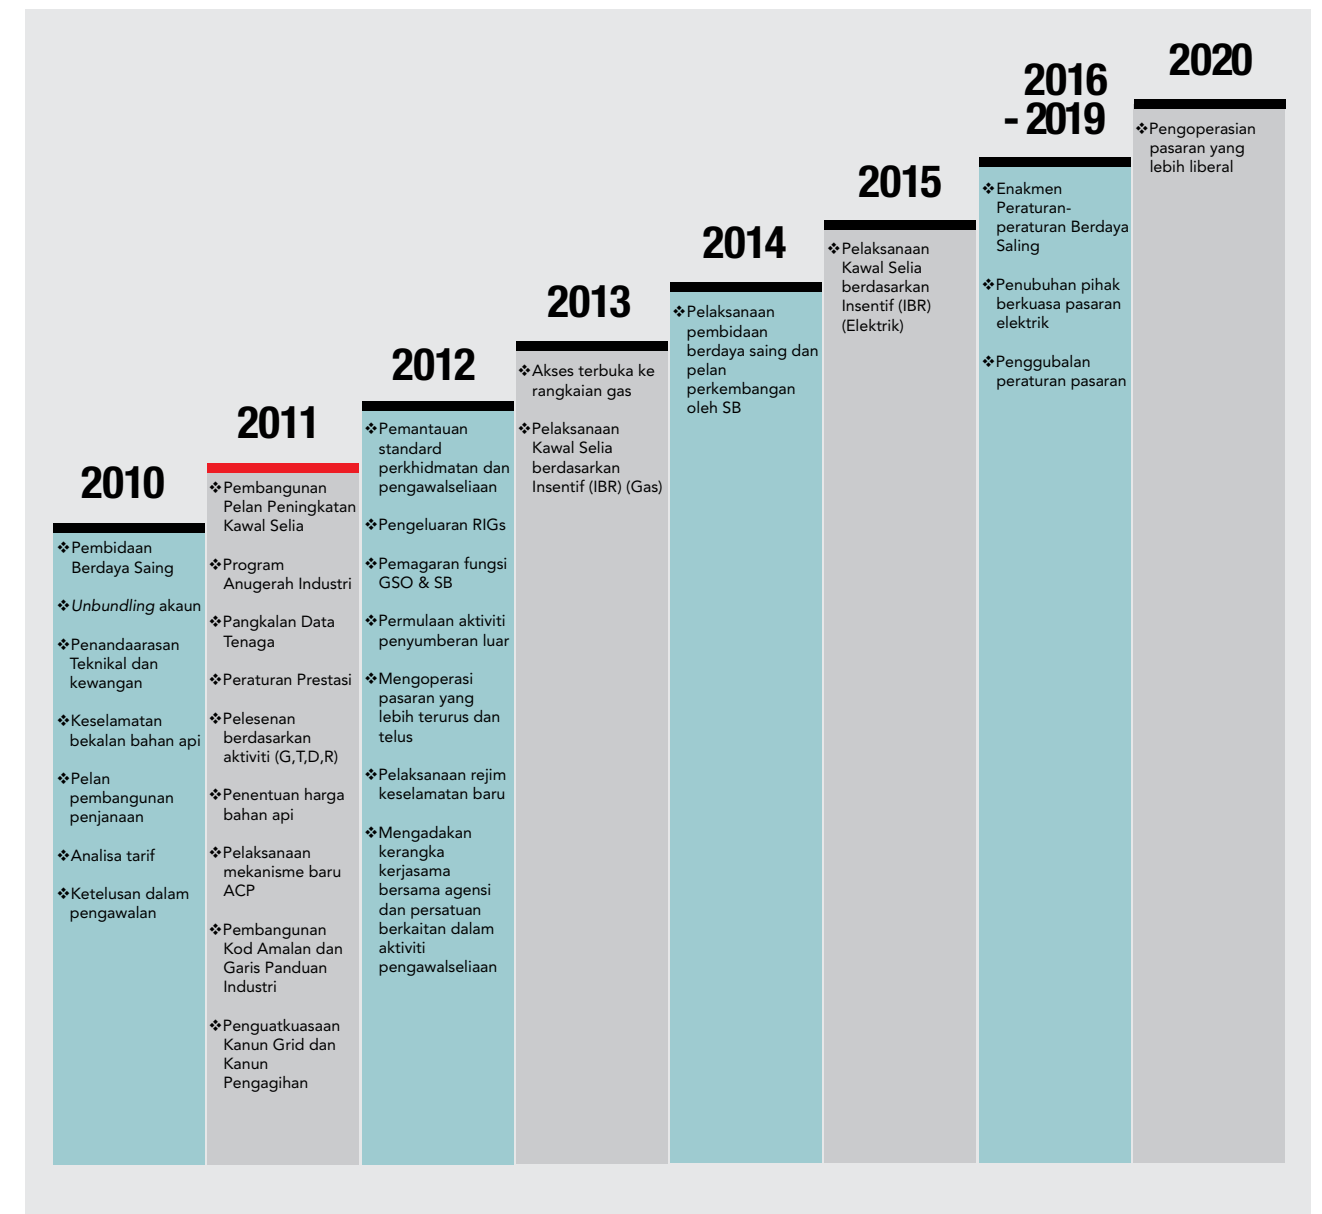 2010
❖Pembidaan
Berdaya Saing
❖Unbundling akaun
❖Penandaarasan
Teknikal dan
kewangan
❖Keselamatan
bekalan bahan api
❖Pelan
pembangunan
penjanaan
❖Analisa tarif
❖Ketelusan dalam
pengawalan
2011
❖Pembangunan
Pelan Peningkatan
Kawal Selia
❖Program
Anugerah Industri
❖Pangkalan Data
Tenaga
❖Peraturan Prestasi
❖Pelesenan
berdasarkan
aktiviti (G,T,D,R)
❖Penentuan harga
bahan api
❖Pelaksanaan
mekanisme baru
ACP
❖Pembangunan
Kod Amalan dan
Garis Panduan
Industri
❖Penguatkuasaan
Kanun Grid dan
Kanun
Pengagihan
2012
❖Pemantauan
standard
perkhidmatan dan
pengawalseliaan
❖Pengeluaran RIGs
❖Pemagaran fungsi
GSO & SB
❖Permulaan aktiviti
penyumberan luar
❖Mengoperasi
pasaran yang
lebih terurus dan
telus
❖Pelaksanaan rejim
keselamatan baru
❖Mengadakan
kerangka
kerjasama
bersama agensi
dan persatuan
berkaitan dalam
aktiviti
pengawalseliaan
2013
❖Akses terbuka ke
rangkaian gas
❖Pelaksanaan
Kawal Selia
berdasarkan
Insentif (IBR) (Gas)
2014
❖Pelaksanaan
pembidaan
berdaya saing dan
pelan
perkembangan
oleh SB
2015
❖Pelaksanaan
Kawal Selia
berdasarkan
Insentif (IBR)
(Elektrik)
2016
- 2019
❖Enakmen
Peraturan-
peraturan Berdaya
Saling
❖Penubuhan pihak
berkuasa pasaran
elektrik
❖Penggubalan
peraturan pasaran
2020
❖Pengoperasian
pasaran yang
lebih liberal